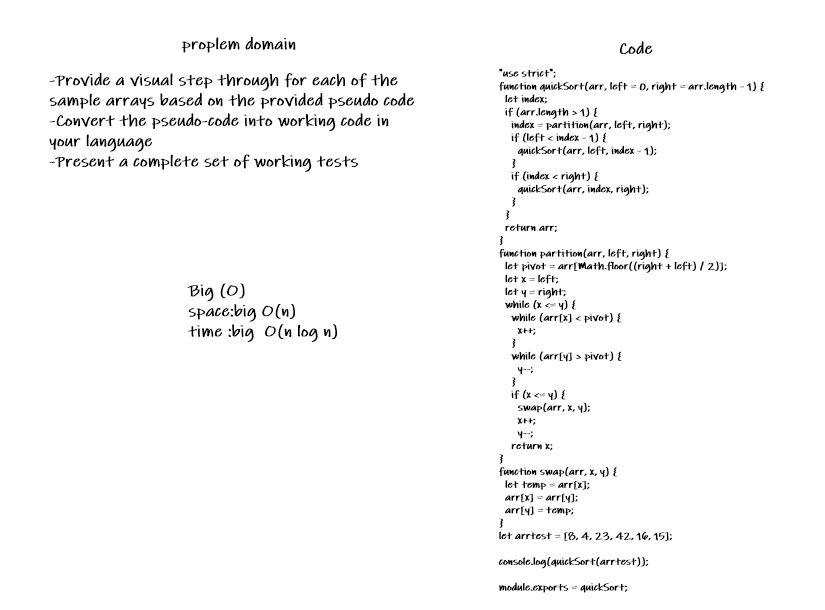 proplem domain
-Provide a visual step through for each of the
sample arrays based on the provided pseudo code
-Convert the pseudo-code into working code in
your language
-Present a complete set of working tests
Big (O)
space:big O(n)
time :big O(n log n)
Code
"use strict";
function quickSort(arr, left = 0, right = arr.length - 1) {
let index;
if (arr.length > 1) {
index = partition(arr, left, right);
if (left < index - 1) {
quickSort(arr, left, index - 1);
}
if (index < right) {
quickSort(arr, index, right);
}
}
return arr;
}
function partition(arr, left, right) {
let pivot = arr[Math.floor((right + left) / 2)];
let x = left;
let y = right;
while (x <= y) {
while (arr[x] < pivot) {
x++;
}
while (arr[y] > pivot) {
y--;
}
if (x <= y) {
swap(arr, x, y);
x++;
y--;
return x;
}
function swap(arr, x, y) {
let temp = arr[x];
arr[x] = arr[y];
arr[y] = temp;
}
let arrtest = [8, 4, 23, 42, 16, 15];
console.log(quickSort(arrtest));
module.exports = quickSort;